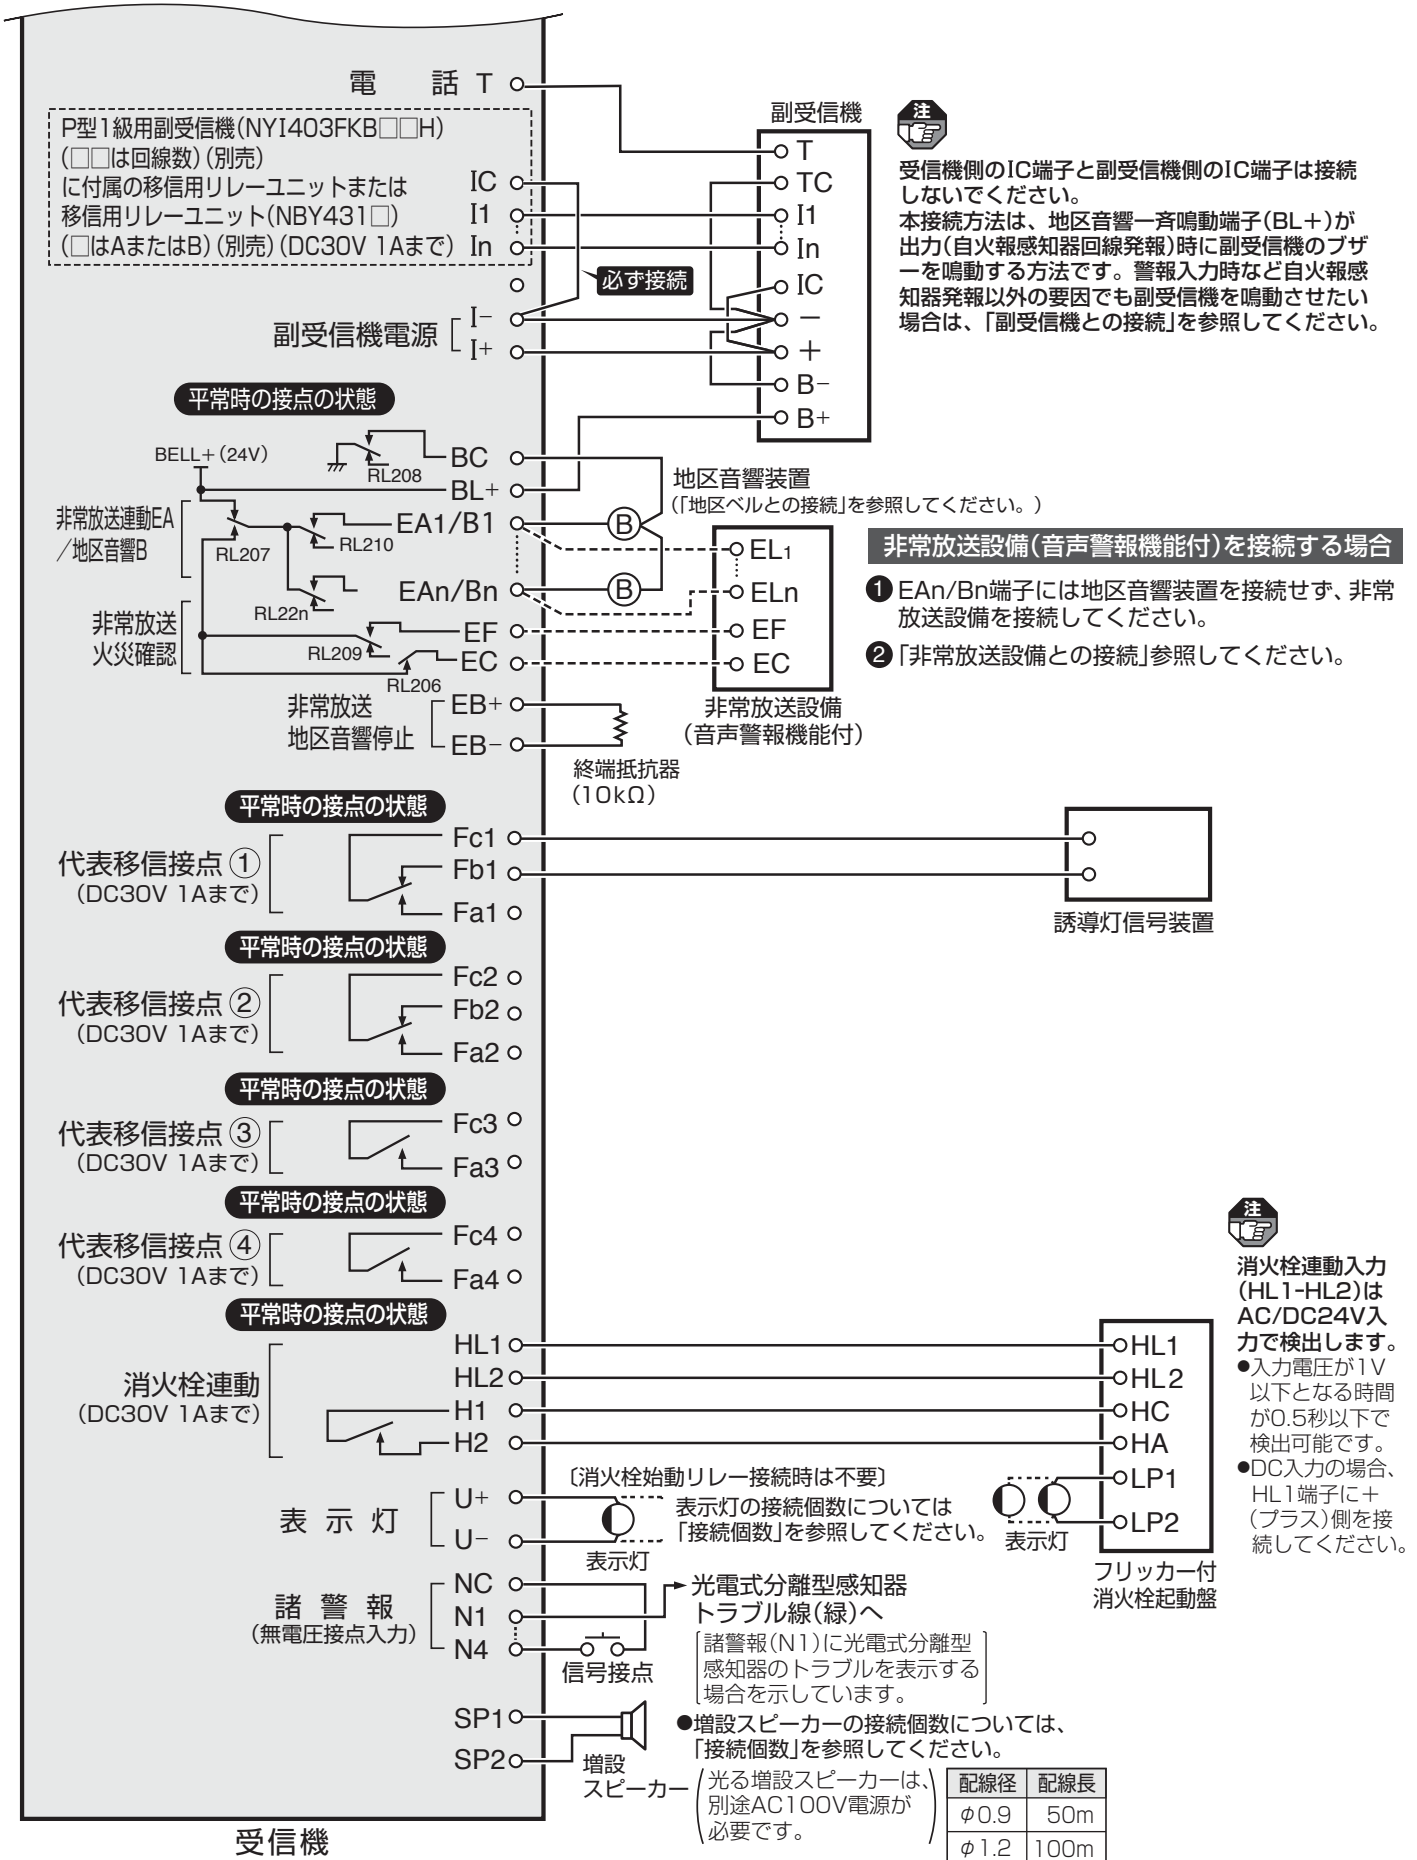 電 話 T
P型1級用副受信機(NYI403FKB□□H)
(□□は回線数)(別売)
に付属の移信用リレーユニットまたは
移信用リレーユニット(NBY431□)
(□はAまたはB)(別売)(DC30V 1Aまで)
IC
I1
In
必ず接続
副受信機電源
I−
I+
副受信機
T
TC
I1
In
IC
−
+
B−
B+
注
受信機側のIC端子と副受信機側のIC端子は接続
しないでください。
本接続方法は、地区音響一斉鳴動端子(BL+)が
出力(自火報感知器回線発報)時に副受信機のブザ
ーを鳴動する方法です。警報入力時など自火報感
知器発報以外の要因でも副受信機を鳴動させたい
場合は、「副受信機との接続」を参照してください。
平常時の接点の状態
BELL+(24V)
RL208
BC
BL+
非常放送連動EA
/地区音響B
RL207
RL210
EA1/B1
RL22n
EAn/Bn
非常放送
火災確認
RL209
EF
RL206
EC
非常放送
地区音響停止
EB+
EB−
B
B
地区音響装置
(「地区ベルとの接続」を参照してください。)
EL1
ELn
EF
EC
非常放送設備
(音声警報機能付)
終端抵抗器
(10kΩ)
非常放送設備(音声警報機能付)を接続する場合
❶ EAn/Bn端子には地区音響装置を接続せず、非常
放送設備を接続してください。
❷ 「非常放送設備との接続」参照してください。
平常時の接点の状態
代表移信接点①
(DC30V 1Aまで)
Fc1
Fb1
Fa1
誘導灯信号装置
平常時の接点の状態
代表移信接点②
(DC30V 1Aまで)
Fc2
Fb2
Fa2
平常時の接点の状態
代表移信接点③
(DC30V 1Aまで)
Fc3
Fa3
平常時の接点の状態
代表移信接点④
(DC30V 1Aまで)
Fc4
Fa4
平常時の接点の状態
消火栓連動
(DC30V 1Aまで)
HL1
HL2
H1
H2
HL1
HL2
HC
HA
LP1
LP2
フリッカー付
消火栓起動盤
表示灯
注
消火栓連動入力
(HL1-HL2)は
AC/DC24V入
力で検出します。
●入力電圧が1V
以下となる時間
が0.5秒以下で
検出可能です。
●DC入力の場合、
HL1端子に+
(プラス)側を接
続してください。
表 示 灯
U+
U−
〔消火栓始動リレー接続時は不要〕
表示灯の接続個数については
「接続個数」を参照してください。
表示灯
諸 警 報
(無電圧接点入力)
NC
N1
N4
信号接点
光電式分離型感知器
トラブル線(緑)へ
諸警報(N1)に光電式分離型
感知器のトラブルを表示する
場合を示しています。
SP1
SP2
増設
スピーカー
●増設スピーカーの接続個数については、
「接続個数」を参照してください。
(光る増設スピーカーは、
別途AC100V電源が
必要です。)
配線径 配線長
φ0.9 50m
φ1.2 100m
受信機